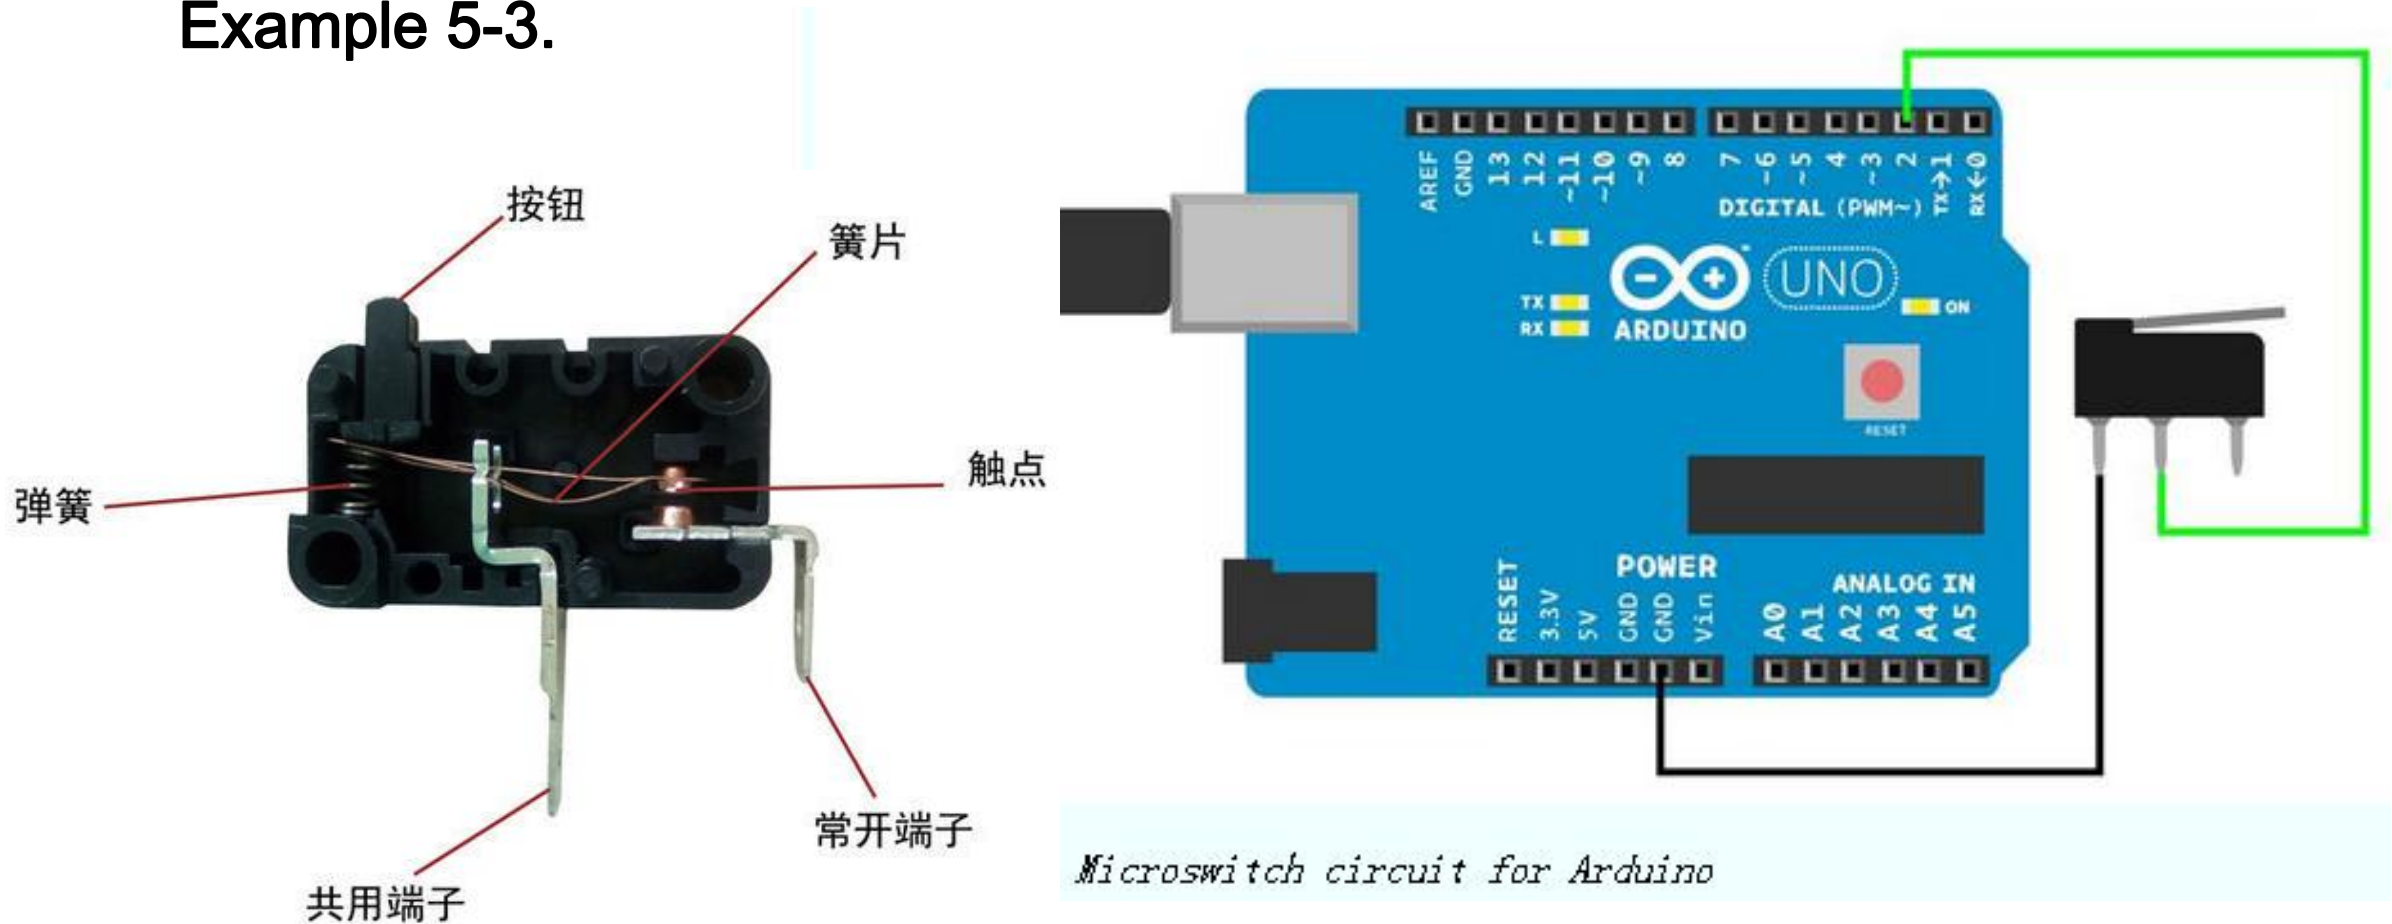 Example 5-3.
按钮
簧片
触点
弹簧
常开端子
共用端子
AREF
GND
13
12
~11
~10
~9
8
7
~6
~5
4
~3
2
TX→1
RX←0
DIGITAL (PWM~)
L
TX
RX
ARDUINO
UNO
ON
RESET
POWER
RESET
3.3V
5V
GND
GND
Vin
ANALOG IN
A0
A1
A2
A3
A4
A5
Microswitch circuit for Arduino